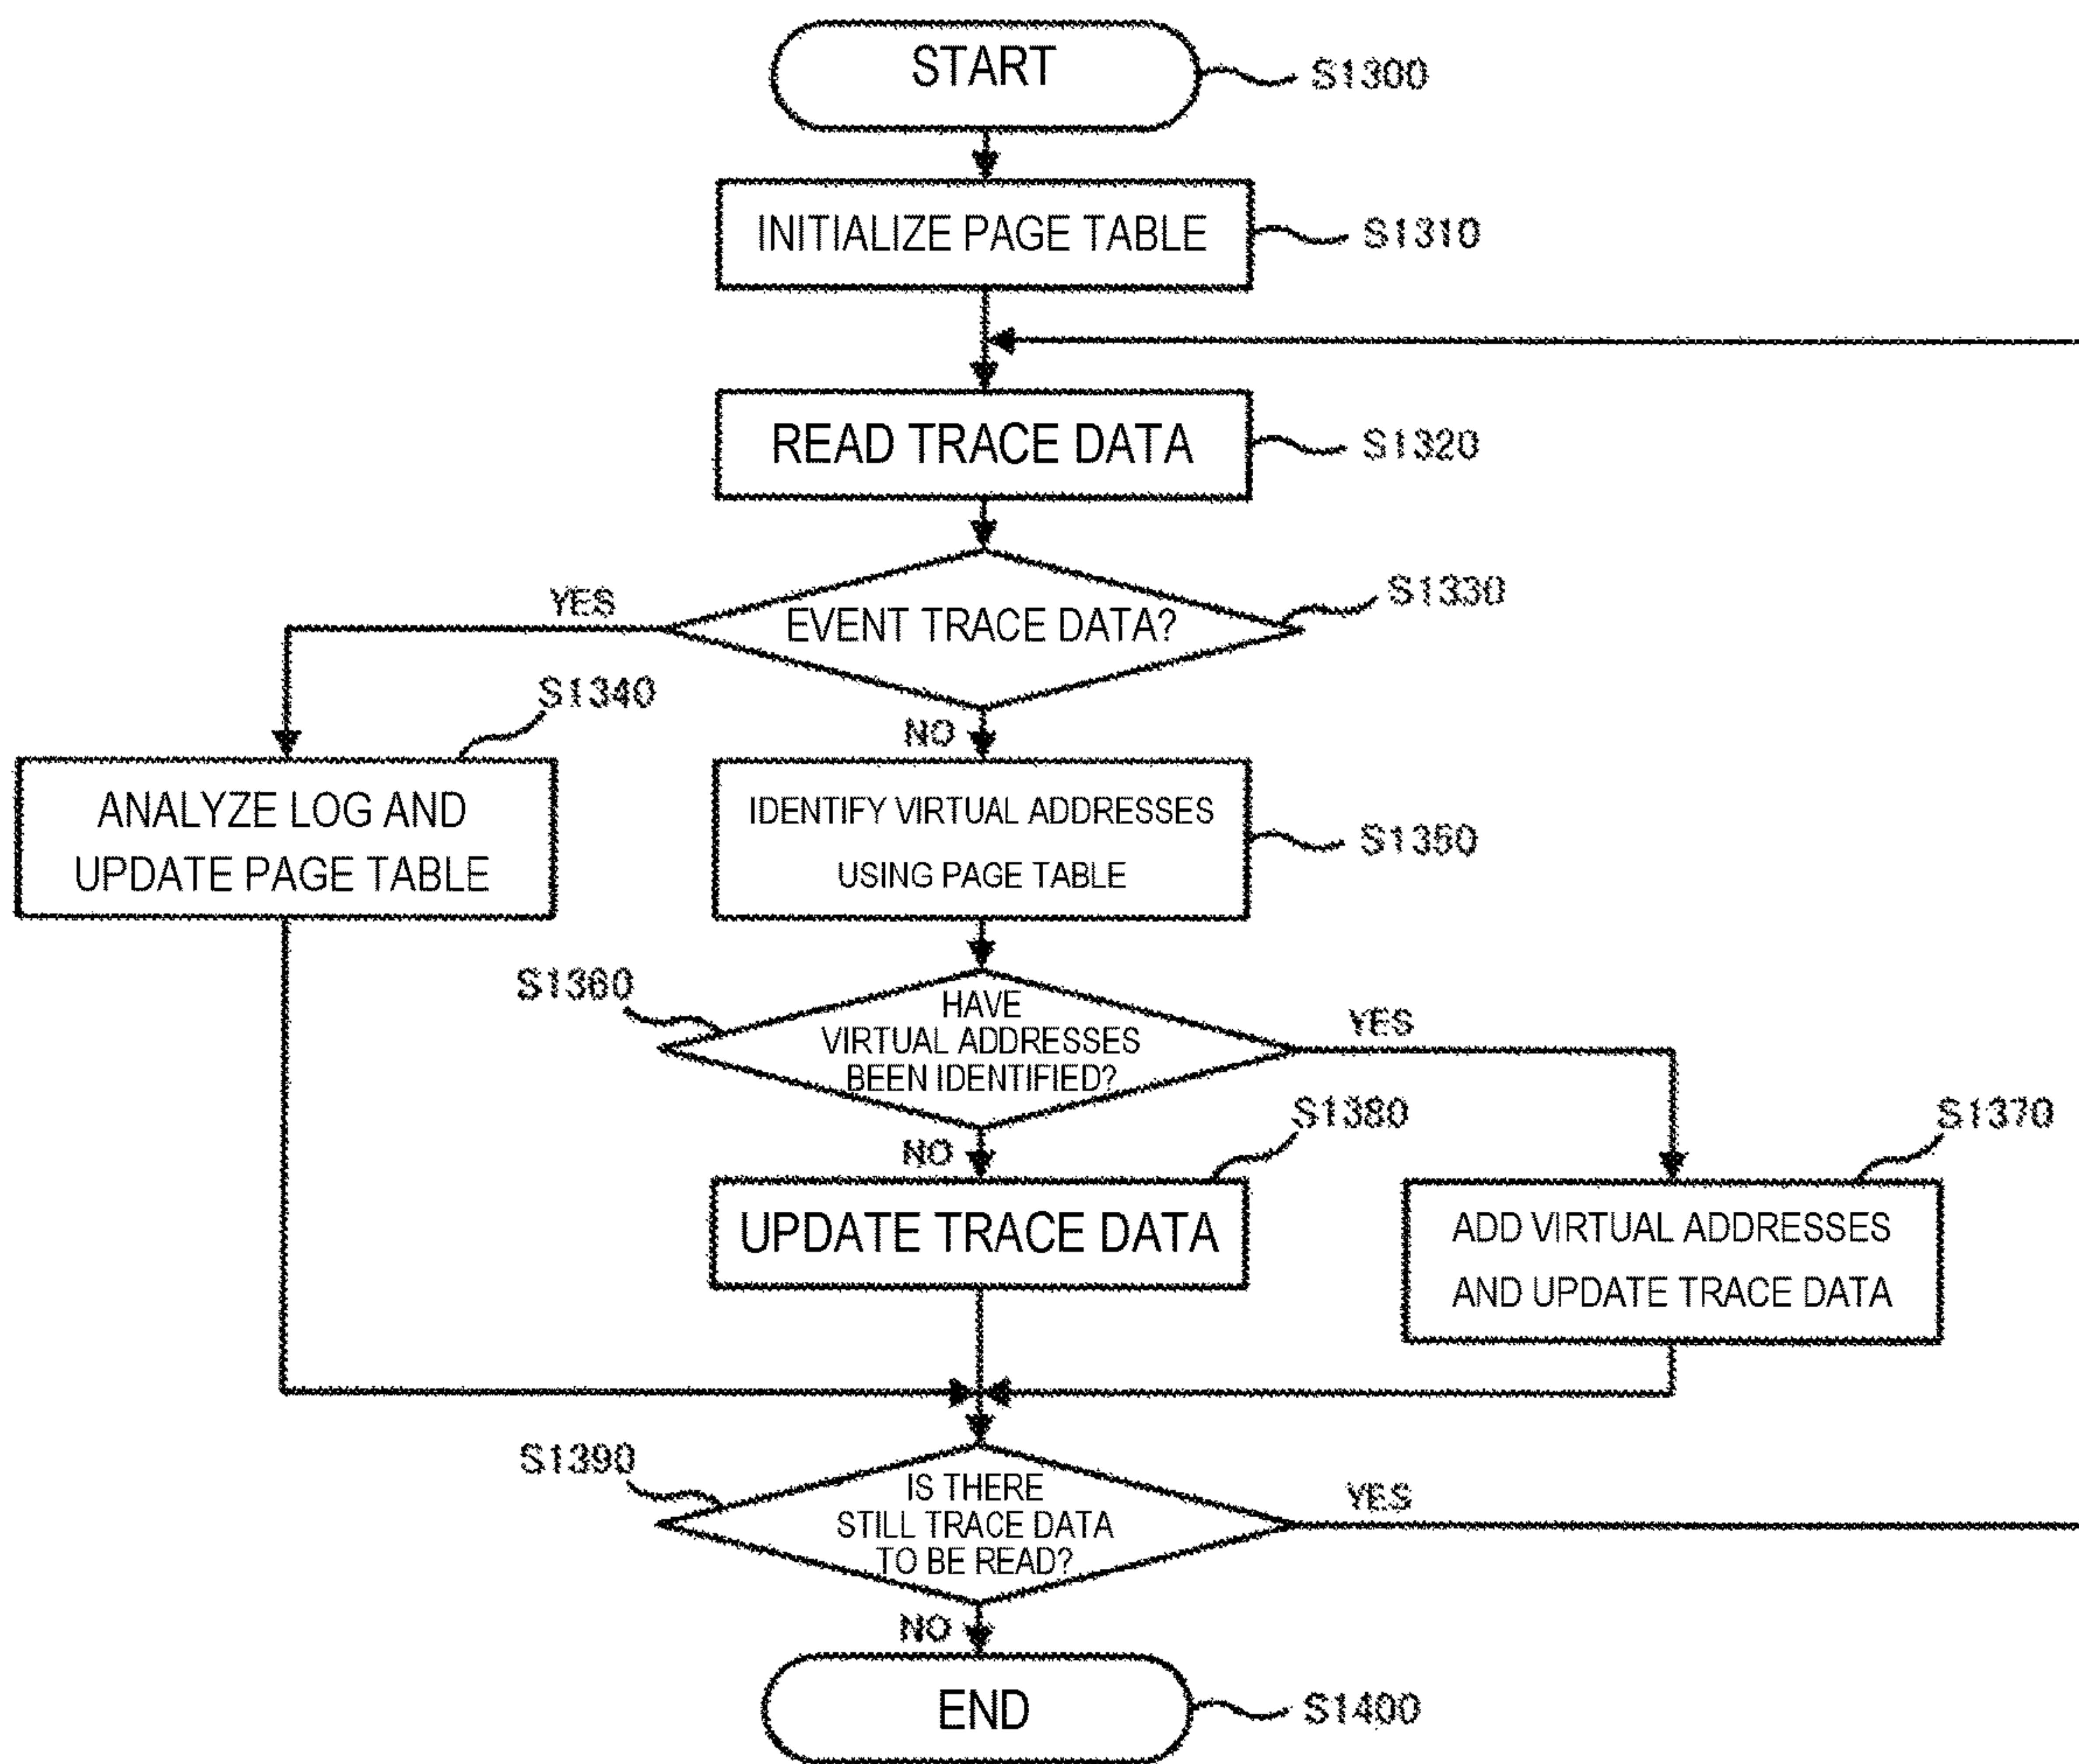 START
S1300
INITIALIZE PAGE TABLE
S1310
READ TRACE DATA
S1320
EVENT TRACE DATA?
S1330
YES
NO
S1340
ANALYZE LOG AND
UPDATE PAGE TABLE
IDENTIFY VIRTUAL ADDRESSES
USING PAGE TABLE
S1350
S1360
HAVE
VIRTUAL ADDRESSES
BEEN IDENTIFIED?
YES
NO
S1380
UPDATE TRACE DATA
S1370
ADD VIRTUAL ADDRESSES
AND UPDATE TRACE DATA
S1390
IS THERE
STILL TRACE DATA
TO BE READ?
YES
NO
END
S1400